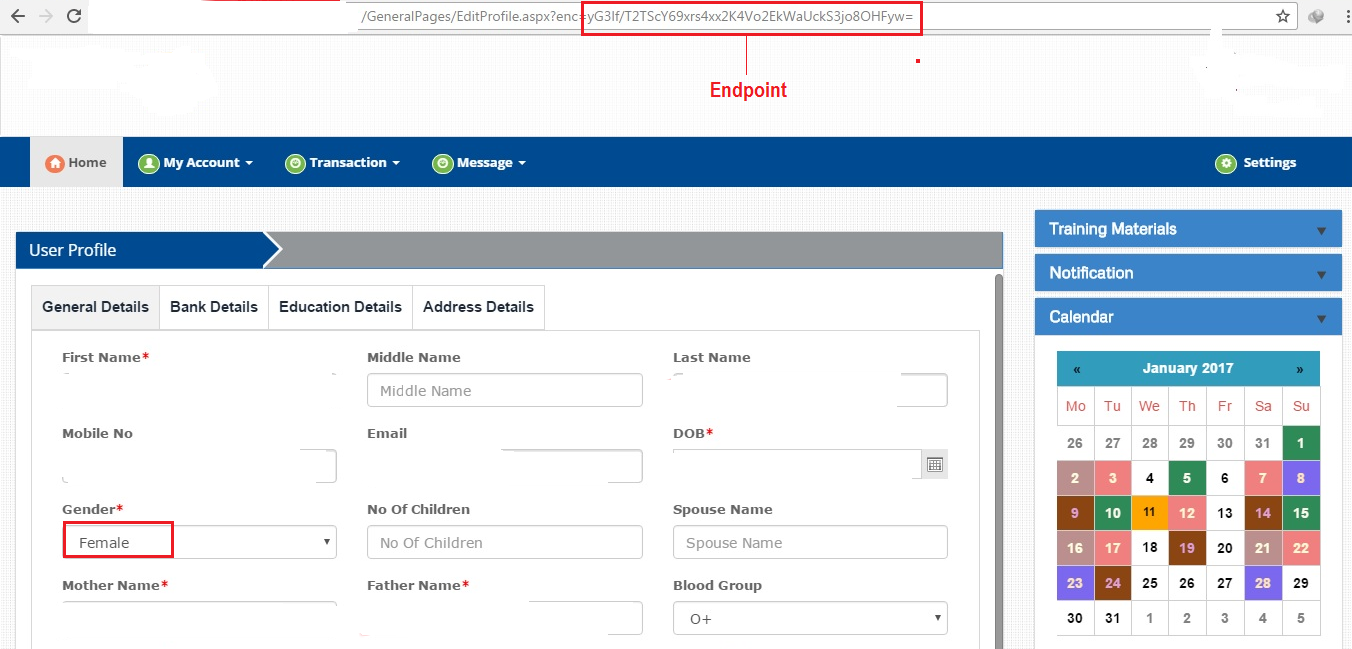 /GeneralPages/EditProfile.aspx?enc=yG3lf/T2TScY69xrs4xx2K4Vo2EkWaUckS3jo8OHFyw=
Endpoint
Home My Account Transaction Message Settings
User Profile
General Details Bank Details Education Details Address Details
First Name* Middle Name Last Name
Middle Name
Mobile No Email DOB*
Gender* No Of Children Spouse Name
Female No Of Children Spouse Name
Mother Name* Father Name* Blood Group
O+
Training Materials
Notification
Calendar
« January 2017 »
Mo Tu We Th Fr Sa Su
26 27 28 29 30 31 1
2 3 4 5 6 7 8
9 10 11 12 13 14 15
16 17 18 19 20 21 22
23 24 25 26 27 28 29
30 31 1 2 3 4 5